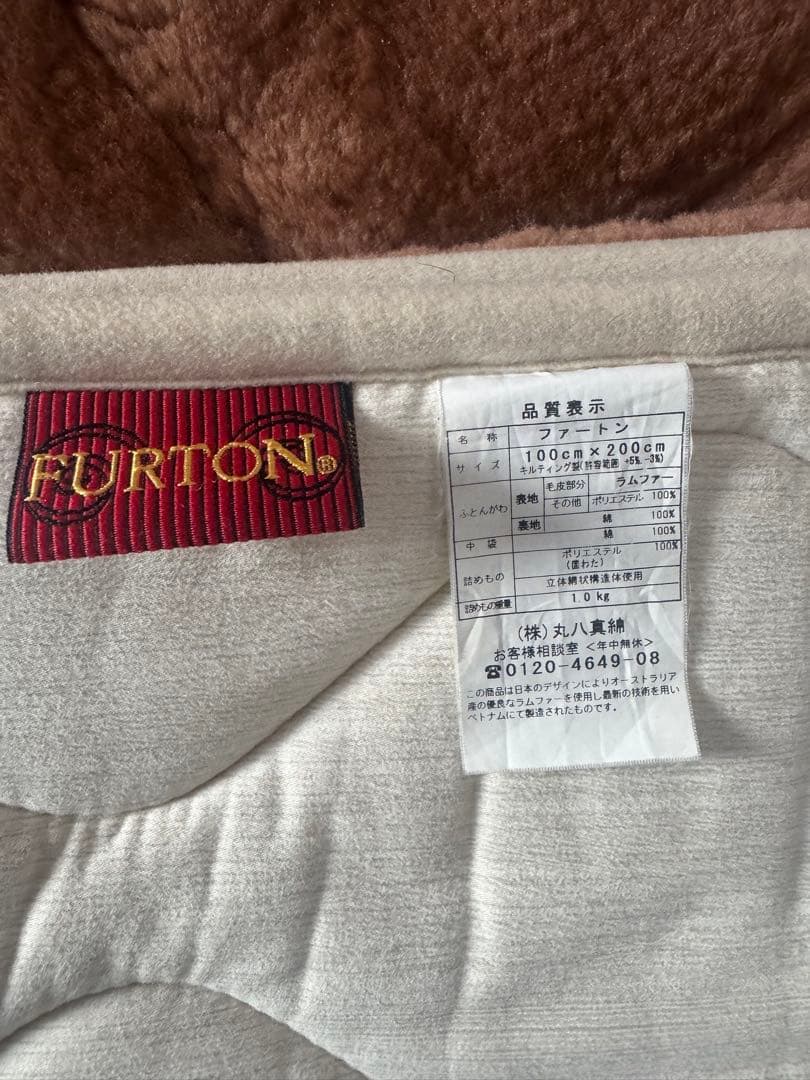 FURTON®
品質表示
名称 ファートン
サイズ 100cm×200cm
キルティング製(許容範囲 +5%.-3%)
ふとんがわ 表地 毛皮部分 ラムファー
その他 ポリエステル 100%
裏地 綿 100%
中袋 綿 100%
詰めもの ポリエステル 100%
(固わた)
立体網状構造体使用
詰めもの重量 1.0kg
(株)丸八真綿
お客様相談室 <年中無休>
☎0120-4649-08
この商品は日本のデザインによりオーストラリア
産の優良なラムファーを使用し最新の技術を用い
ベトナムにて製造されたものです。